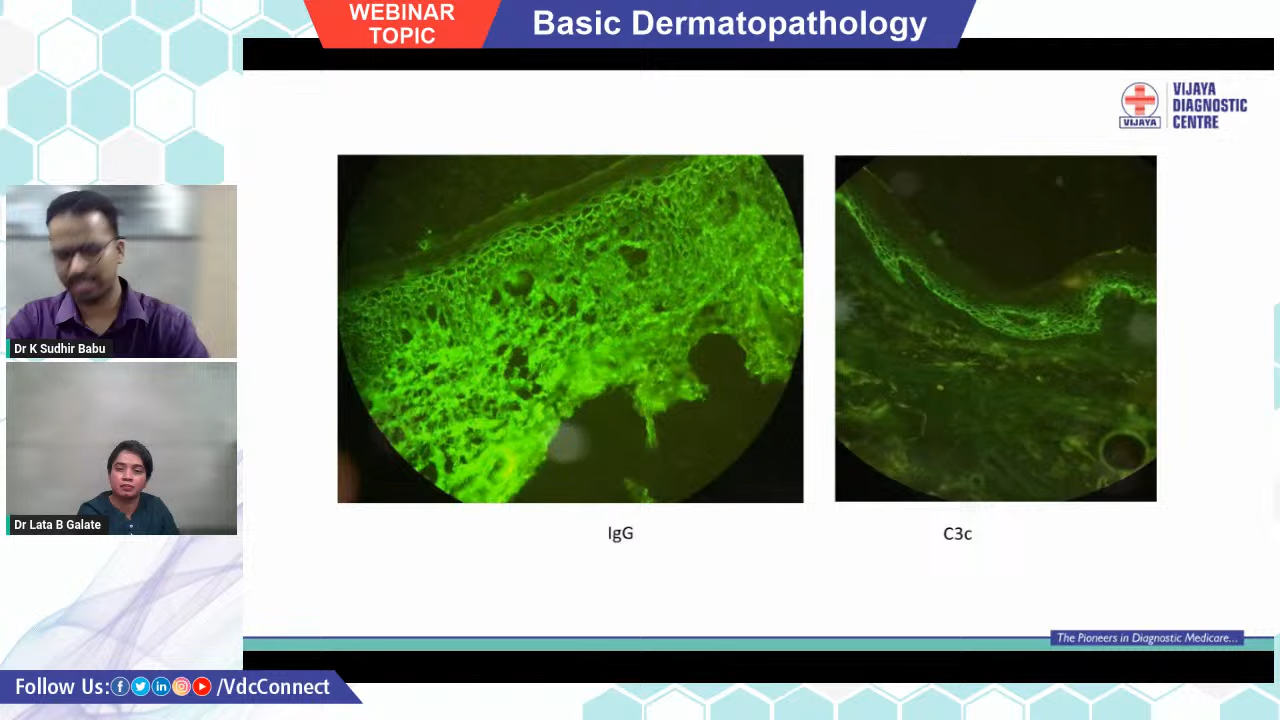 WEBINAR
TOPIC
Basic Dermatopathology
VIJAYA
VIJAYA
DIAGNOSTIC
CENTRE
Dr K Sudhir Babu
Dr Lata B Galate
IgG
C3c
The Pioneers in Diagnostic Medicare...
Follow Us: /VdcConnect